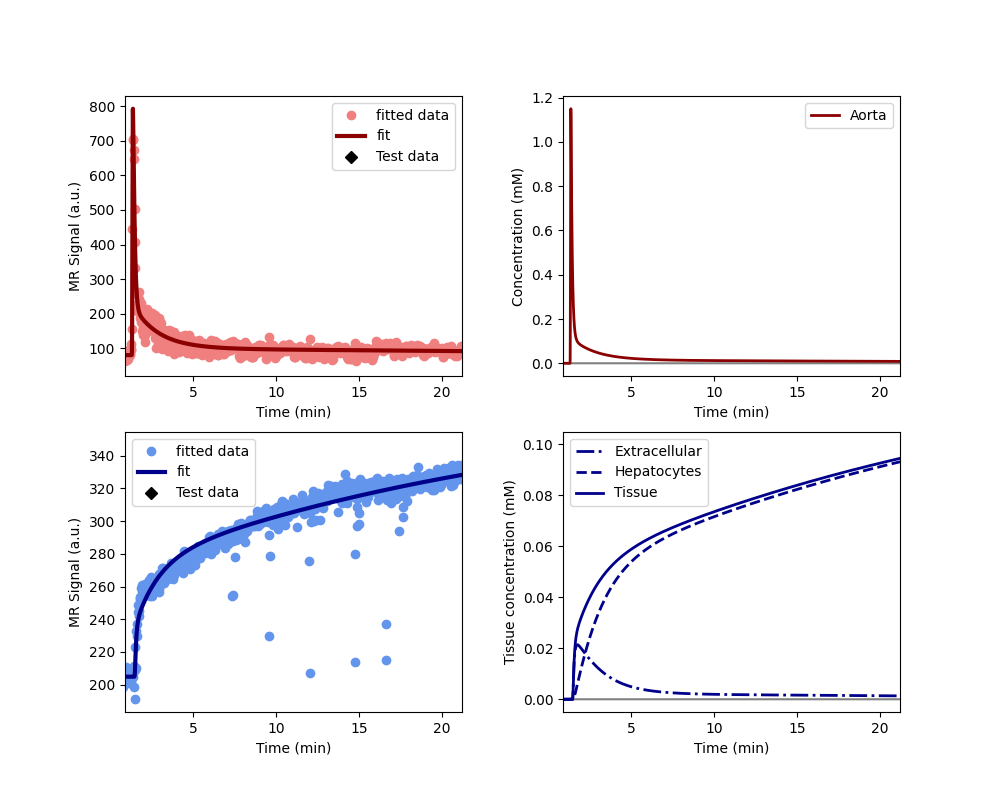 800
700
600
500
400
300
200
100
MR Signal (a.u.)
fitted data
fit
Test data
5
10
15
20
Time (min)
1.2
1.0
0.8
0.6
0.4
0.2
0.0
Concentration (mM)
Aorta
5
10
15
20
Time (min)
340
320
300
280
260
240
220
200
MR Signal (a.u.)
fitted data
fit
Test data
5
10
15
20
Time (min)
0.10
0.08
0.06
0.04
0.02
0.00
Tissue concentration (mM)
Extracellular
Hepatocytes
Tissue
5
10
15
20
Time (min)